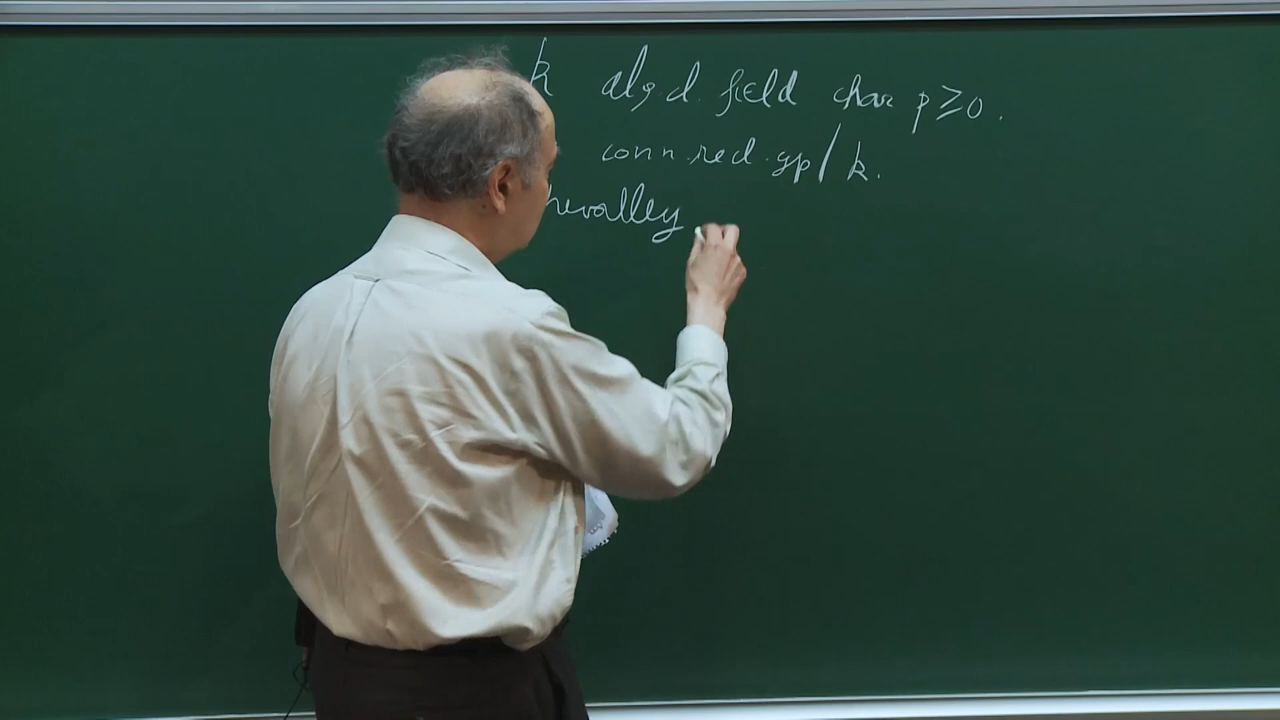 k alg.cl. field char p ≥ 0.
conn.red.gp/k.
hevalley